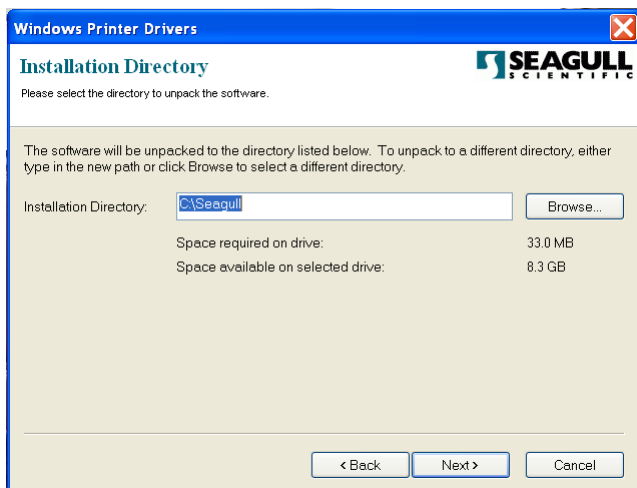 Windows Printer Drivers
Installation Directory
SEAGULL
SCIENTIFIC
Please select the directory to unpack the software.
The software will be unpacked to the directory listed below. To unpack to a different directory, either
type in the new path or click Browse to select a different directory.
Installation Directory: C:\Seagull Browse...
Space required on drive: 33.0 MB
Space available on selected drive: 8.3 GB
< Back Next > Cancel